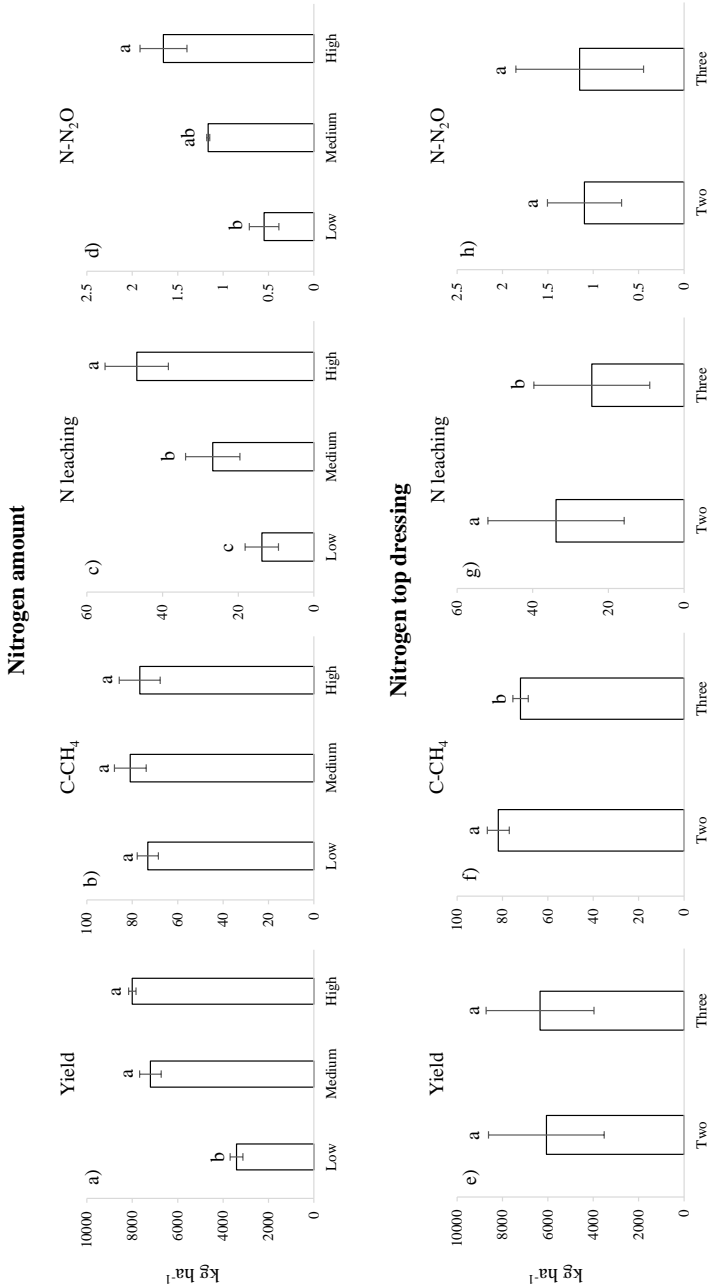 Nitrogen amount
a)
Yield
10000
8000
6000
4000
2000
0
kg ha-1
b
a
a
Low
Medium
High
b)
C-CH4
100
80
60
40
20
0
a
a
a
Low
Medium
High
c)
N leaching
60
40
20
0
c
b
a
Low
Medium
High
d)
N-N2O
2.5
2
1.5
1
0.5
0
b
ab
a
Low
Medium
High
Nitrogen top dressing
e)
Yield
10000
8000
6000
4000
2000
0
kg ha-1
a
a
Two
Three
f)
C-CH4
100
80
60
40
20
0
a
b
Two
Three
g)
N leaching
60
40
20
0
a
b
Two
Three
h)
N-N2O
2.5
2
1.5
1
0.5
0
a
a
Two
Three